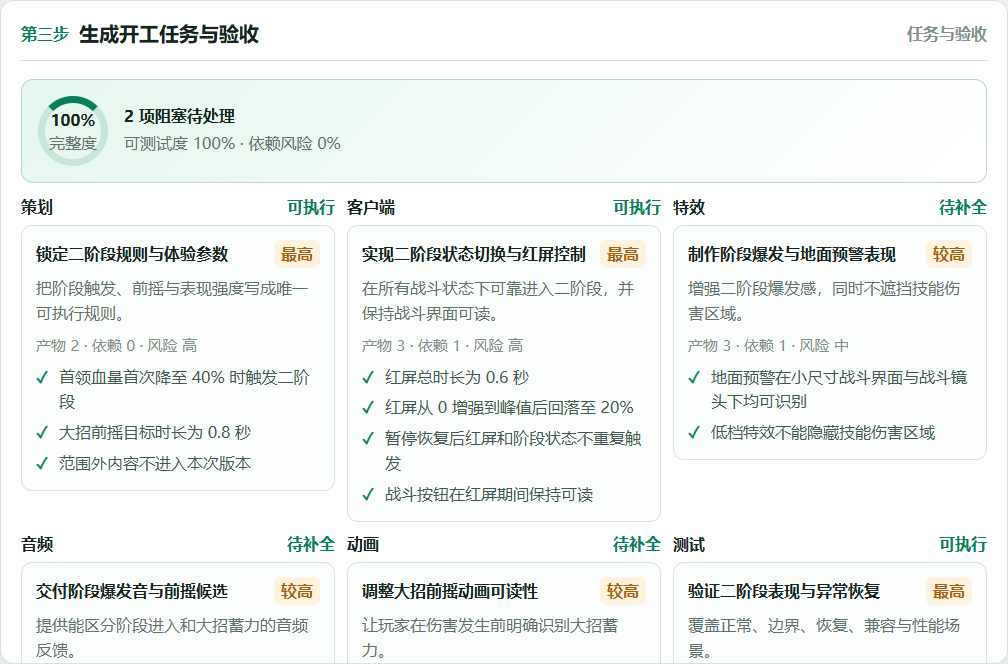 第三步 生成开工任务与验收
任务与验收
100%
完整度
2 项阻塞待处理
可测试度 100% · 依赖风险 0%
策划
可执行
锁定二阶段规则与体验参数
最高
把阶段触发、前摇与表现强度写成唯一
可执行规则。
产物 2 · 依赖 0 · 风险 高
✓ 首领血量首次降至 40% 时触发二阶
段
✓ 大招前摇目标时长为 0.8 秒
✓ 范围外内容不进入本次版本
客户端
可执行
实现二阶段状态切换与红屏控制
最高
在所有战斗状态下可靠进入二阶段，并
保持战斗界面可读。
产物 3 · 依赖 1 · 风险 高
✓ 红屏总时长为 0.6 秒
✓ 红屏从 0 增强到峰值后回落至 20%
✓ 暂停恢复后红屏和阶段状态不重复触
发
✓ 战斗按钮在红屏期间保持可读
特效
待补全
制作阶段爆发与地面预警表现
较高
增强二阶段爆发感，同时不遮挡技能伤
害区域。
产物 3 · 依赖 1 · 风险 中
✓ 地面预警在小尺寸战斗界面与战斗镜
头下均可识别
✓ 低档特效不能隐藏技能伤害区域
音频
待补全
交付阶段爆发音与前摇候选
较高
提供能区分阶段进入和大招蓄力的音频
反馈。
动画
待补全
调整大招前摇动画可读性
较高
让玩家在伤害发生前明确识别大招蓄
力。
测试
可执行
验证二阶段表现与异常恢复
最高
覆盖正常、边界、恢复、兼容与性能场
景。